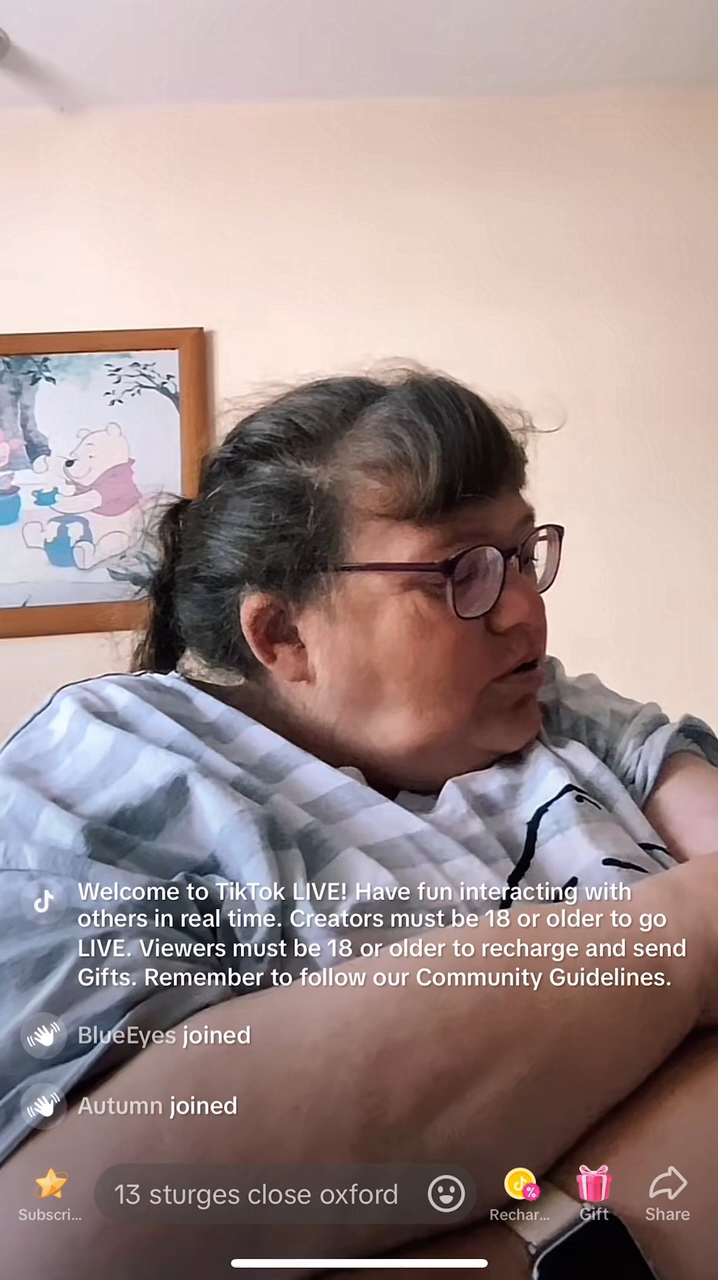 Welcome to TikTok LIVE! Have fun interacting with
others in real time. Creators must be 18 or older to go
LIVE. Viewers must be 18 or older to recharge and send
Gifts. Remember to follow our Community Guidelines.
BlueEyes joined
Autumn joined
13 sturges close oxford
Subscri... Rechar... Gift Share